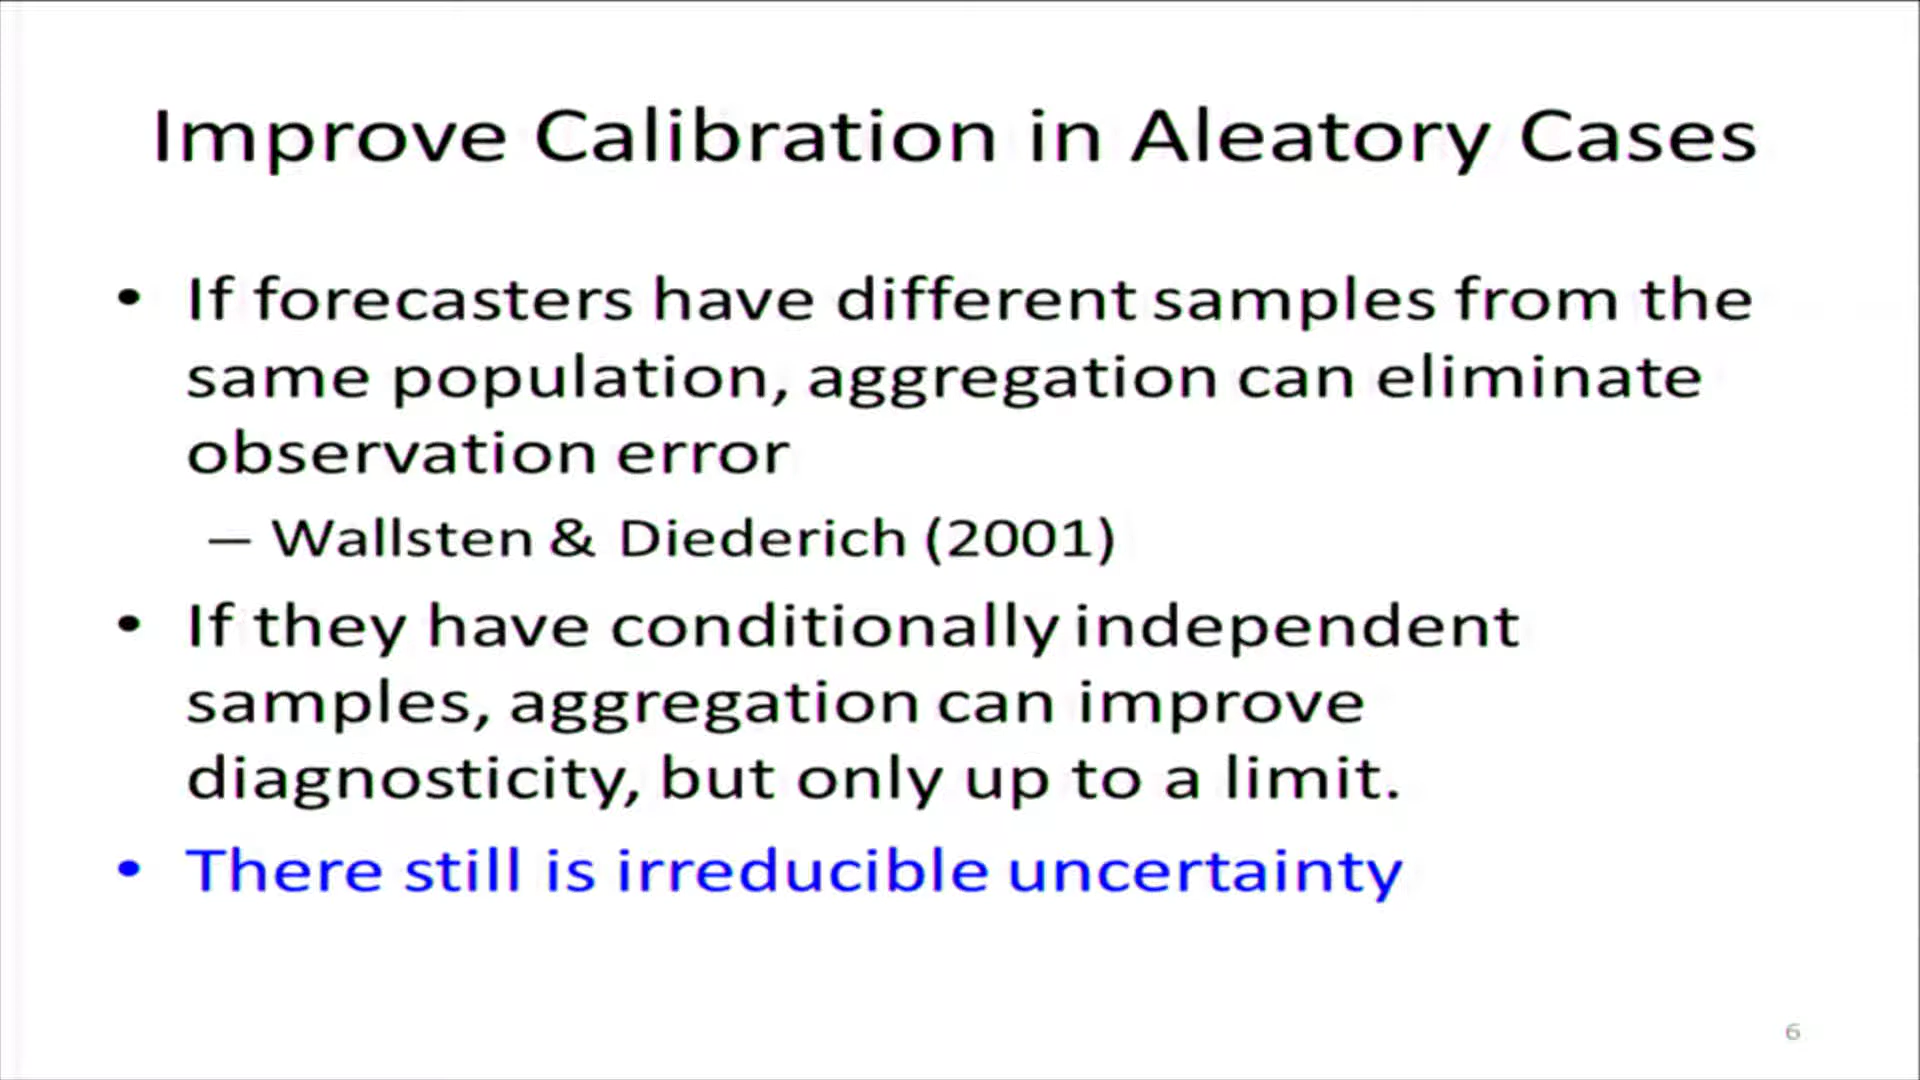 Improve Calibration in Aleatory Cases
• If forecasters have different samples from the
same population, aggregation can eliminate
observation error
– Wallsten & Diederich (2001)
• If they have conditionally independent
samples, aggregation can improve
diagnosticity, but only up to a limit.
• There still is irreducible uncertainty
6